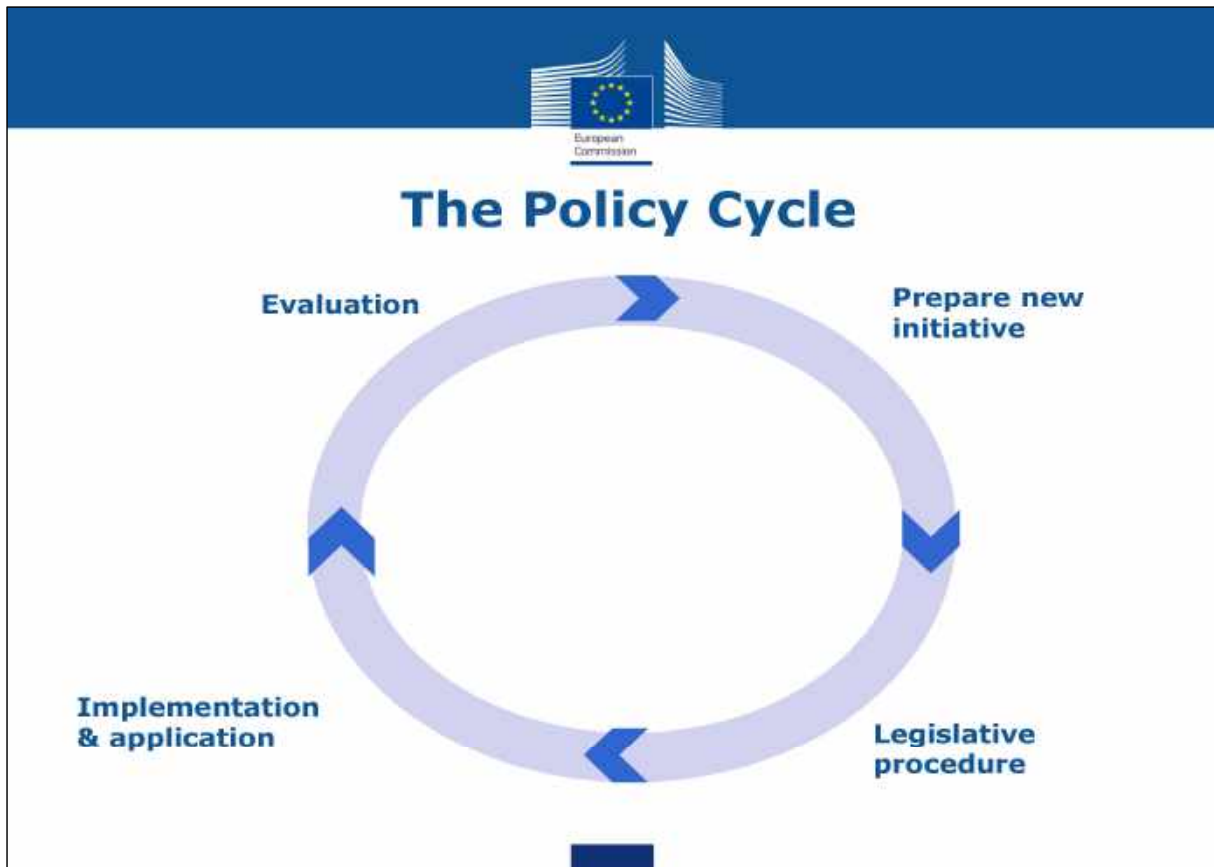 European
Commission
The Policy Cycle
Evaluation
Prepare new
initiative
Implementation
& application
Legislative
procedure